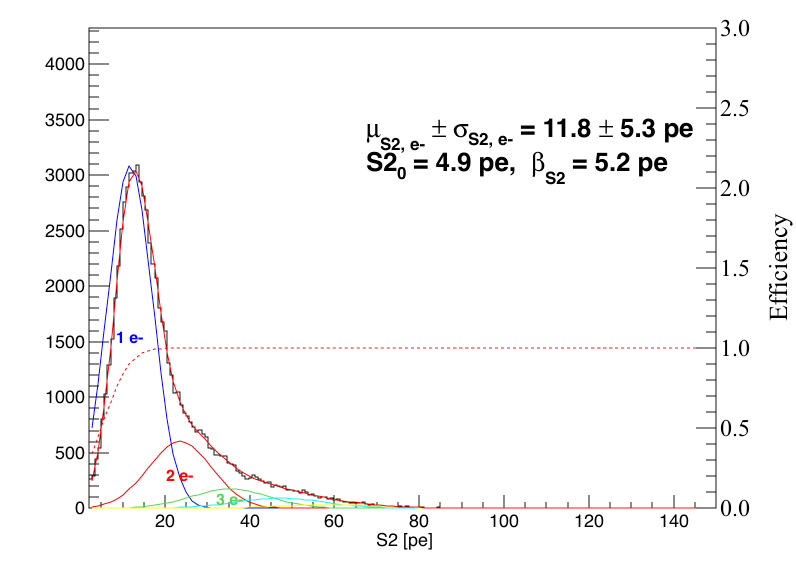 3.0
4000
2.5
3500
μS2, e- ± σS2, e- = 11.8 ± 5.3 pe
S20 = 4.9 pe, βS2 = 5.2 pe
3000
2.0
2500
Efficiency
2000
1.5
1 e-
1500
1.0
1000
500
0.5
2 e-
3 e-
0
0.0
20 40 60 80 100 120 140
S2 [pe]